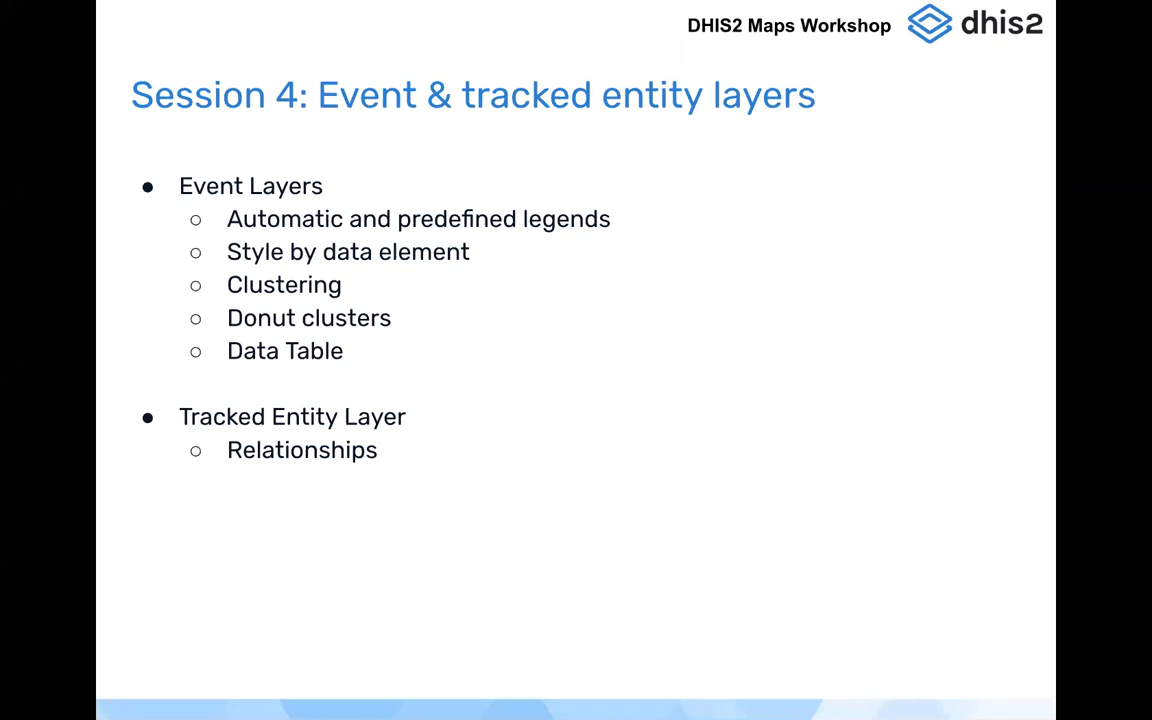 DHIS2 Maps Workshop
dhis2
Session 4: Event & tracked entity layers
● Event Layers
○ Automatic and predefined legends
○ Style by data element
○ Clustering
○ Donut clusters
○ Data Table
● Tracked Entity Layer
○ Relationships